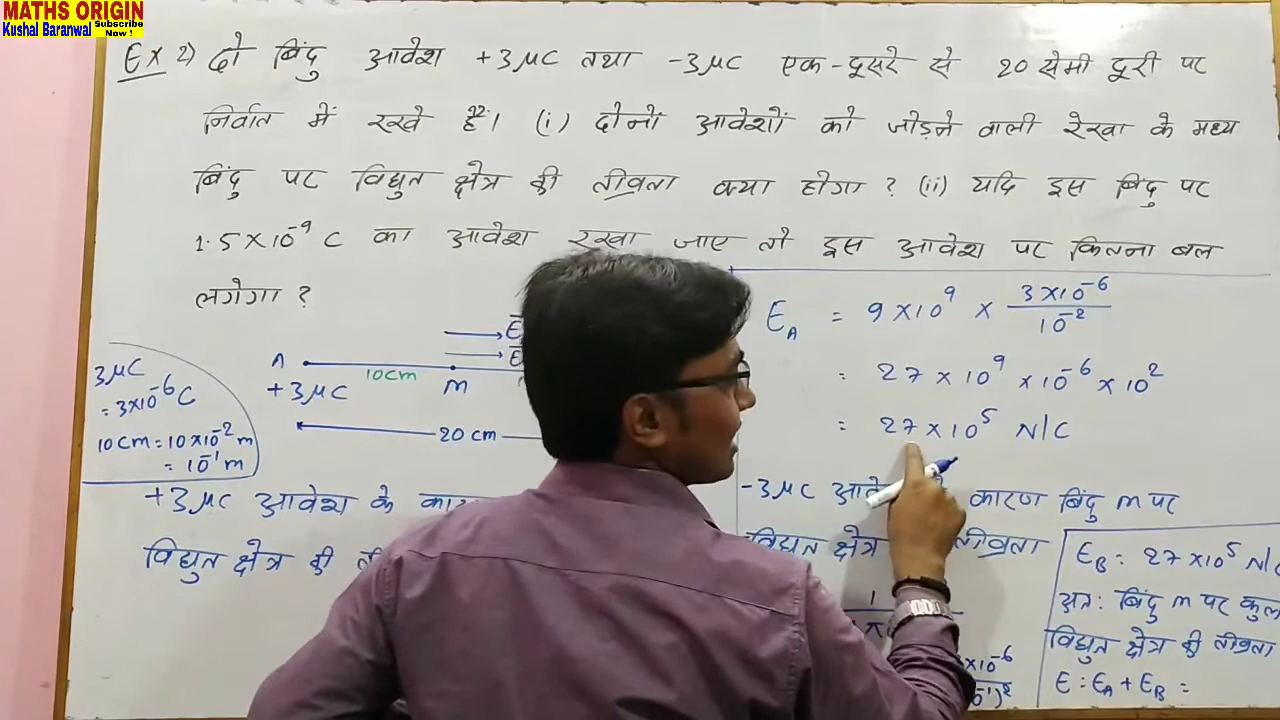 MATHS ORIGIN
Kushal Baranwal Subscribe Now !
Ex 2) दो बिंदु आवेश +3μC तथा -3μC एक-दूसरे से 20 सेमी दूरी पर
निर्वात में रखे हैं। (i) दोनों आवेशों को जोड़ने वाली रेखा के मध्य
बिंदु पर विद्युत क्षेत्र की तीव्रता क्या होगा ? (ii) यदि इस बिंदु पर
1.5×10⁻⁹ C का आवेश रखा जाए तो इस आवेश पर कितना बल
लगेगा ?
3μC
= 3×10⁻⁶C
10cm = 10×10⁻² m
= 10⁻¹ m
A
10cm
m
+3μC
20 cm
+3μC आवेश के
विद्युत क्षेत्र की
E_A = 9×10⁹ × 3×10⁻⁶ / 10⁻²
= 27×10⁹ ×10⁻⁶ ×10²
= 27×10⁵ N/C
-3μC कारण बिंदु m पर
विद्युत क्षेत्र तीव्रता
E_B = 27×10⁵ N/C
अतः बिंदु m पर कुल
विद्युत क्षेत्र की तीव्रता
E = E_A + E_B =